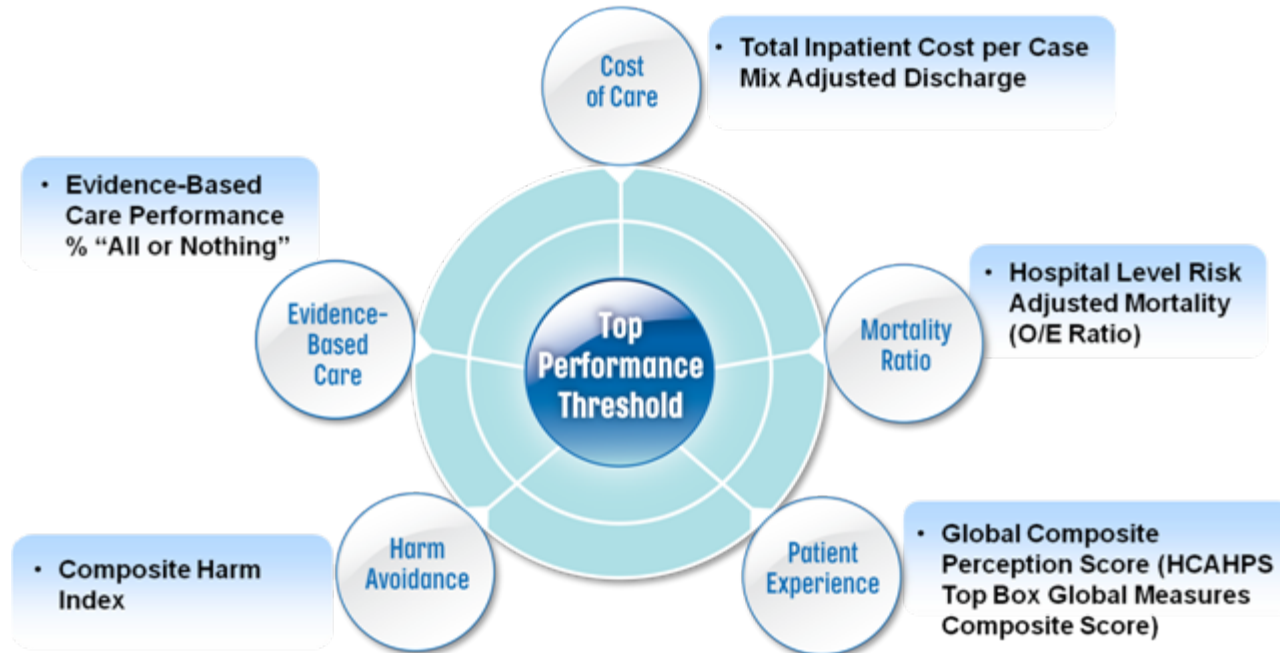 Cost
of Care
• Total Inpatient Cost per Case
Mix Adjusted Discharge
• Evidence-Based
Care Performance
% “All or Nothing”
Evidence-
Based
Care
Top
Performance
Threshold
Mortality
Ratio
• Hospital Level Risk
Adjusted Mortality
(O/E Ratio)
• Composite Harm
Index
Harm
Avoidance
Patient
Experience
• Global Composite
Perception Score (HCAHPS
Top Box Global Measures
Composite Score)